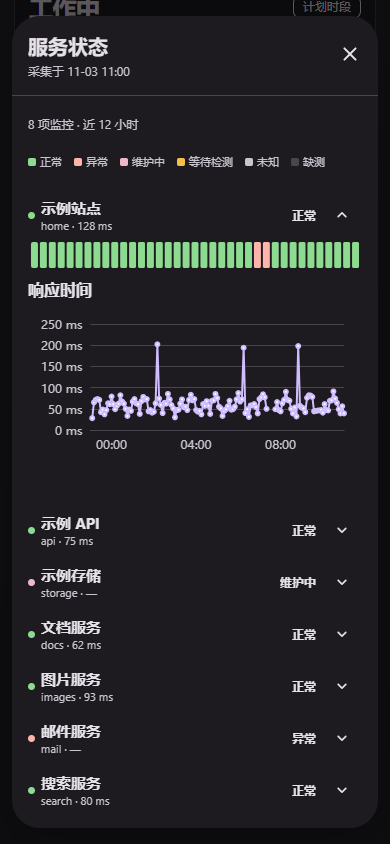 工作中
计划时段
服务状态
采集于 11-03 11:00
8 项监控 · 近 12 小时
正常 异常 维护中 等待检测 未知 缺测
示例站点
home · 128 ms
正常
响应时间
250 ms
200 ms
150 ms
100 ms
50 ms
0 ms
00:00 04:00 08:00
示例 API
api · 75 ms
正常
示例存储
storage · —
维护中
文档服务
docs · 62 ms
正常
图片服务
images · 93 ms
正常
邮件服务
mail · —
异常
搜索服务
search · 80 ms
正常